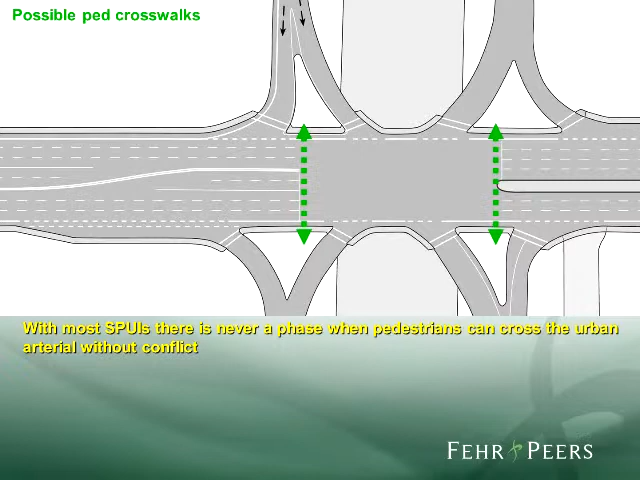 Possible ped crosswalks
With most SPUIs there is never a phase when pedestrians can cross the urban
arterial without conflict
FEHR PEERS